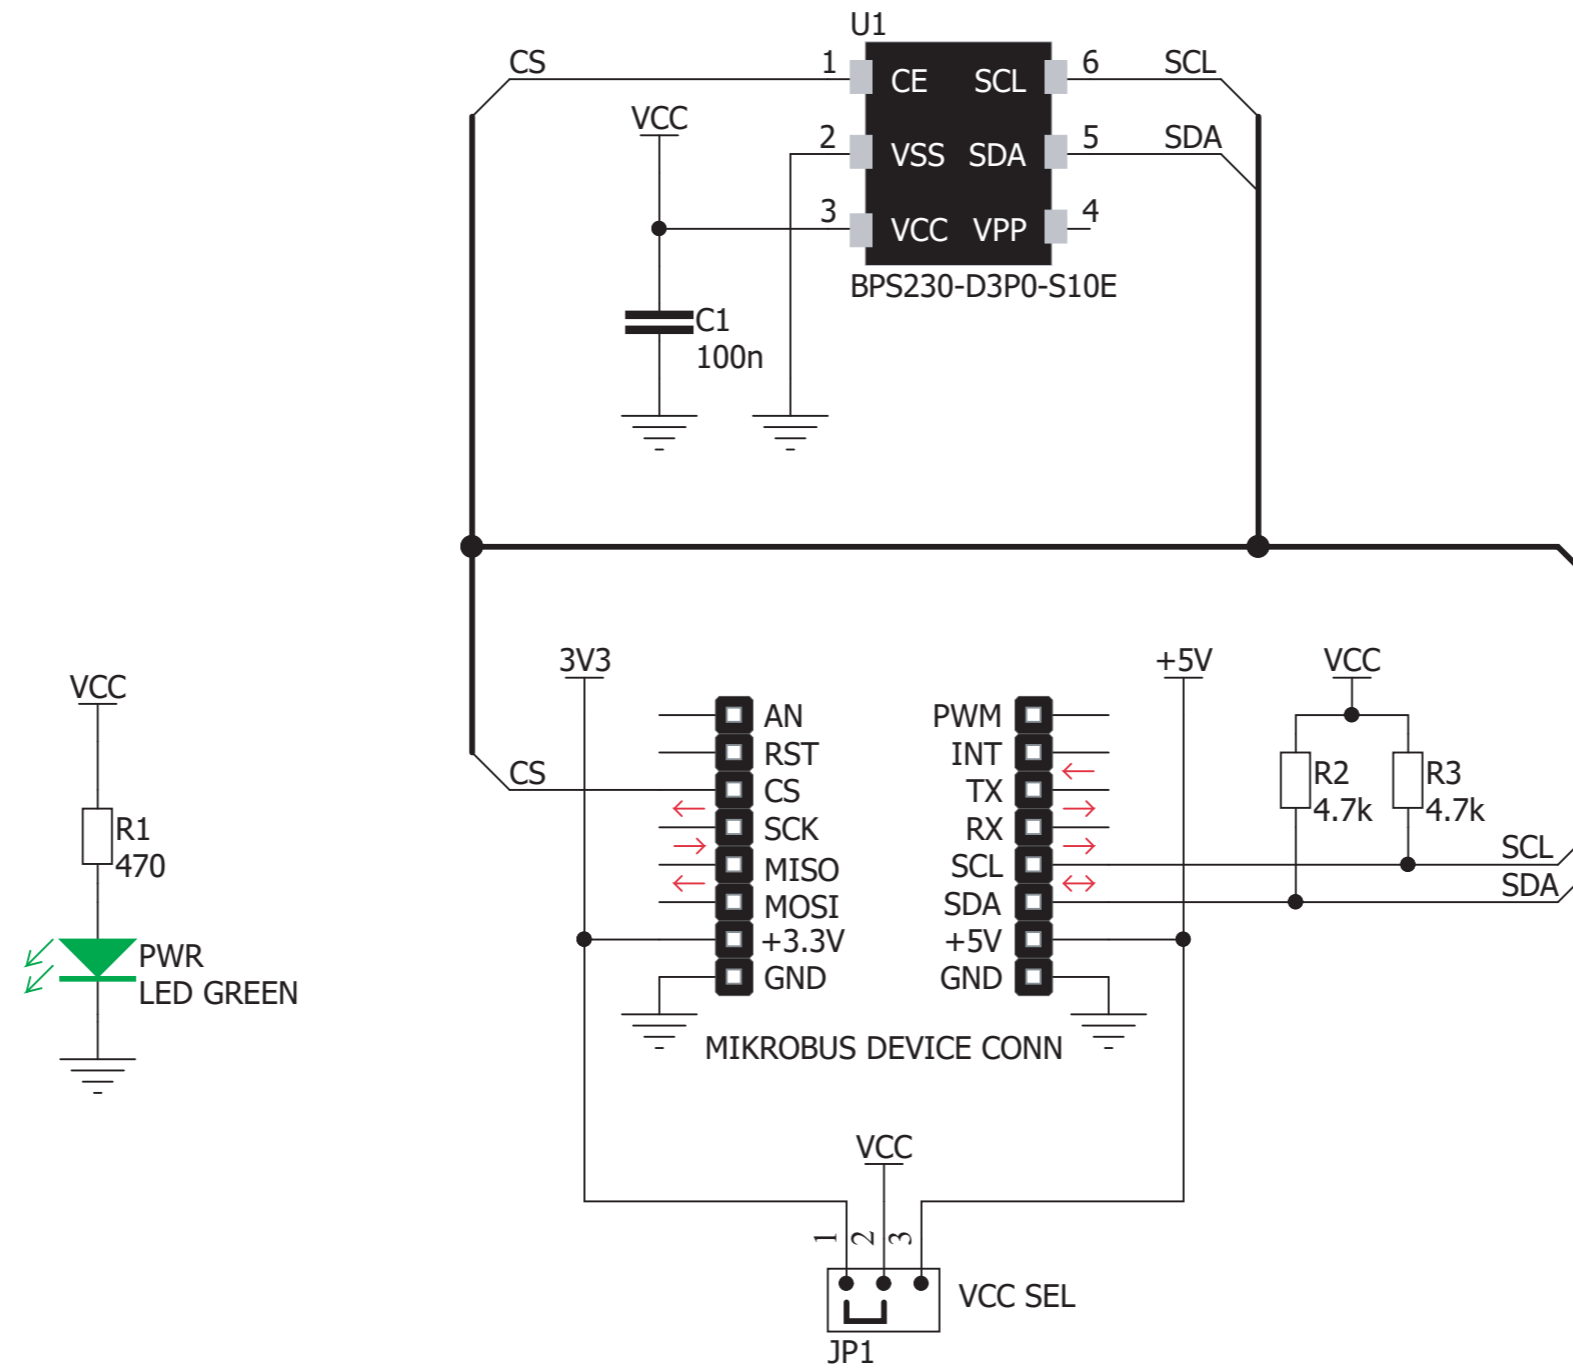 U1
CS
1
CE
SCL
6
SCL
VCC
2
VSS
SDA
5
SDA
3
VCC
VPP
4
BPS230-D3P0-S10E
C1
100n
VCC
R1
470
PWR
LED GREEN
3V3
+5V
VCC
AN
PWM
RST
INT
CS
CS
TX
SCK
RX
MISO
SCL
MOSI
SDA
+3.3V
+5V
GND
GND
MIKROBUS DEVICE CONN
R2
4.7k
R3
4.7k
SCL
SDA
VCC
1
2
3
VCC SEL
JP1